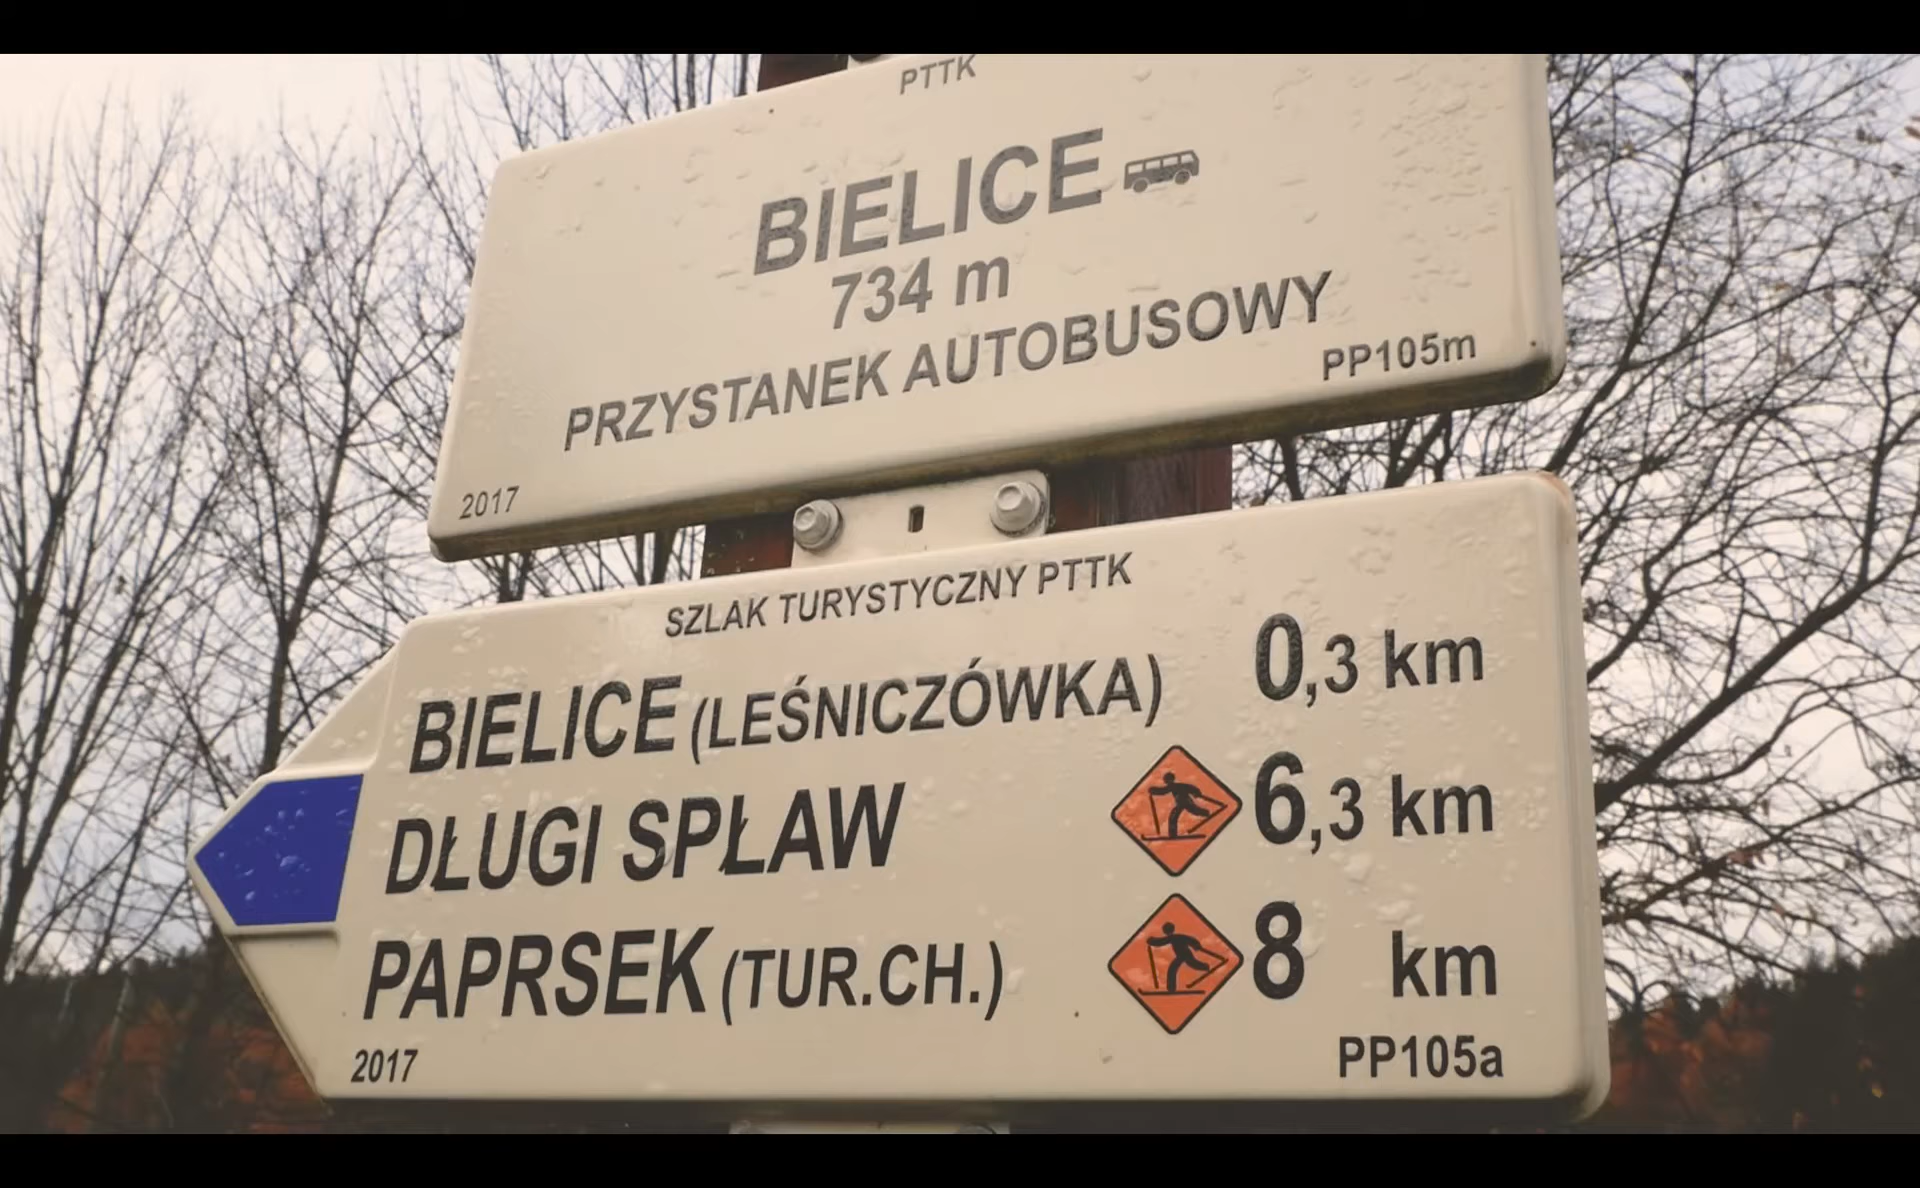 PTTK
BIELICE
734 m
PRZYSTANEK AUTOBUSOWY
PP105m
2017
SZLAK TURYSTYCZNY PTTK
BIELICE (LEŚNICZÓWKA) 0,3 km
DŁUGI SPŁAW 6,3 km
PAPRSEK (TUR.CH.) 8 km
2017 PP105a